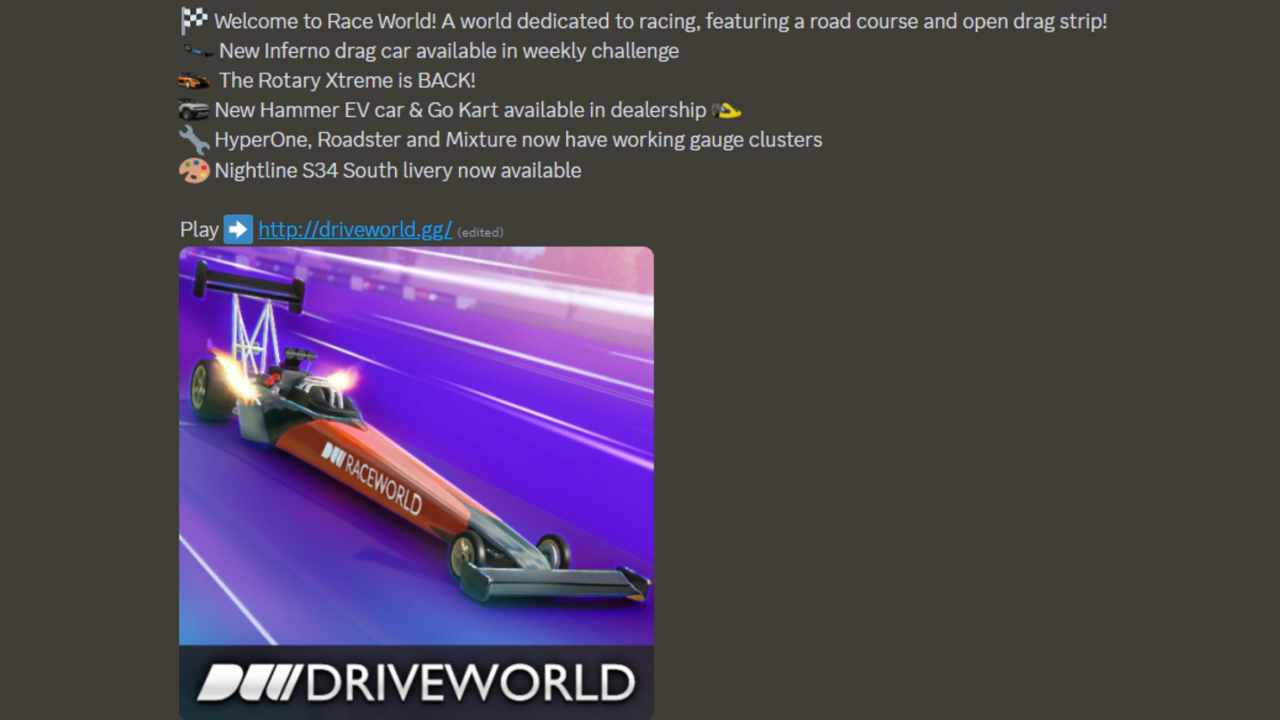 Welcome to Race World! A world dedicated to racing, featuring a road course and open drag strip!
New Inferno drag car available in weekly challenge
The Rotary Xtreme is BACK!
New Hammer EV car & Go Kart available in dealership
HyperOne, Roadster and Mixture now have working gauge clusters
Nightline S34 South livery now available
Play http://driveworld.gg/ (edited)
DW RACEWORLD
DW DRIVEWORLD